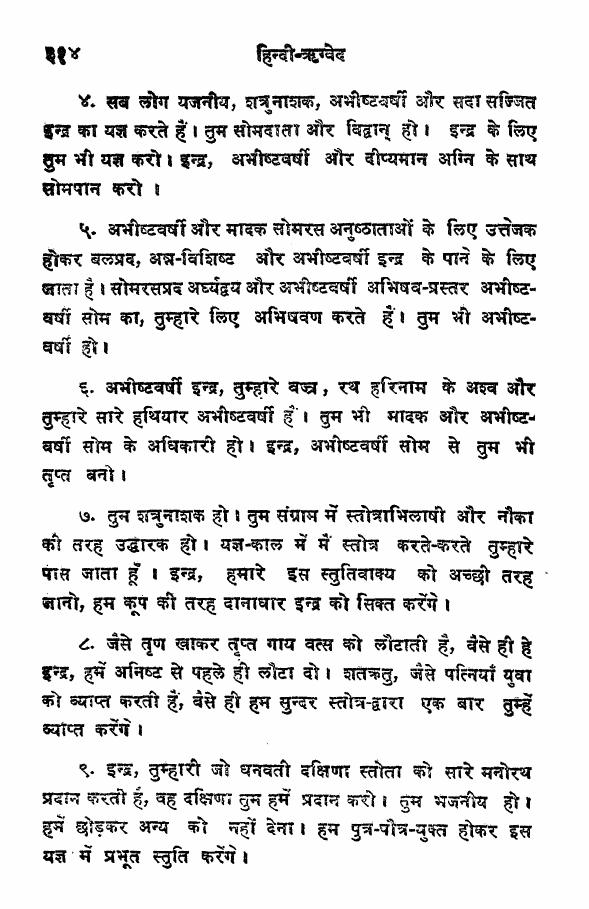 ३१४ हिन्दी-ऋग्वेद
४. सब लोग यजनीय, शत्रुनाशक, अभीष्टवर्षी और सदा सज्जित
इन्द्र का यज्ञ करते हैं। तुम सोमदाता और विद्वान् हो। इन्द्र के लिए
तुम भी यज्ञ करो। इन्द्र, अभीष्टवर्षी और दीप्यमान अग्नि के साथ
सोमपान करो ।
५. अभीष्टवर्षी और मादक सोमरस अनुष्ठाताओं के लिए उत्तेजक
होकर बलप्रद, अन्न-विशिष्ट और अभीष्टवर्षी इन्द्र के पाने के लिए
जाता है। सोमरसप्रद अर्घ्यद्वय और अभीष्टवर्षी अभिषव-प्रस्तर अभीष्ट-
वर्षी सोम का, तुम्हारे लिए अभिषवण करते हैं। तुम भी अभीष्ट-
वर्षी हो।
६. अभीष्टवर्षी इन्द्र, तुम्हारे वज्र, रथ हरिनाम के अश्व और
तुम्हारे सारे हथियार अभीष्टवर्षी हैं। तुम भी मादक और अभीष्ट-
वर्षी सोम के अधिकारी हो। इन्द्र, अभीष्टवर्षी सोम से तुम भी
तृप्त बनो।
७. तुम शत्रुनाशक हो। तुम संग्राम में स्तोत्राभिलाषी और नौका
की तरह उद्धारक हो। यज्ञ-काल में मैं स्तोत्र करते-करते तुम्हारे
पास जाता हूँ । इन्द्र, हमारे इस स्तुतिवाक्य को अच्छी तरह
जानो, हम कूप की तरह दानाधार इन्द्र को सिक्त करेंगे।
८. जैसे तृण खाकर तृप्त गाय वत्स को लौटाती है, वैसे ही हे
इन्द्र, हमें अनिष्ट से पहले ही लौटा दो। शतक्रतु, जैसे पत्नियाँ युवा
को व्याप्त करती हैं, वैसे ही हम सुन्दर स्तोत्र-द्वारा एक बार तुम्हें
व्याप्त करेंगे।
९. इन्द्र, तुम्हारी जो धनवती दक्षिणा स्तोता को सारे मनोरथ
प्रदान करती है, वह दक्षिणा तुम हमें प्रदान करो। तुम भजनीय हो।
हमें छोड़कर अन्य को नहीं देना। हम पुत्र-पौत्र-युक्त होकर इस
यज्ञ में प्रभूत स्तुति करेंगे।